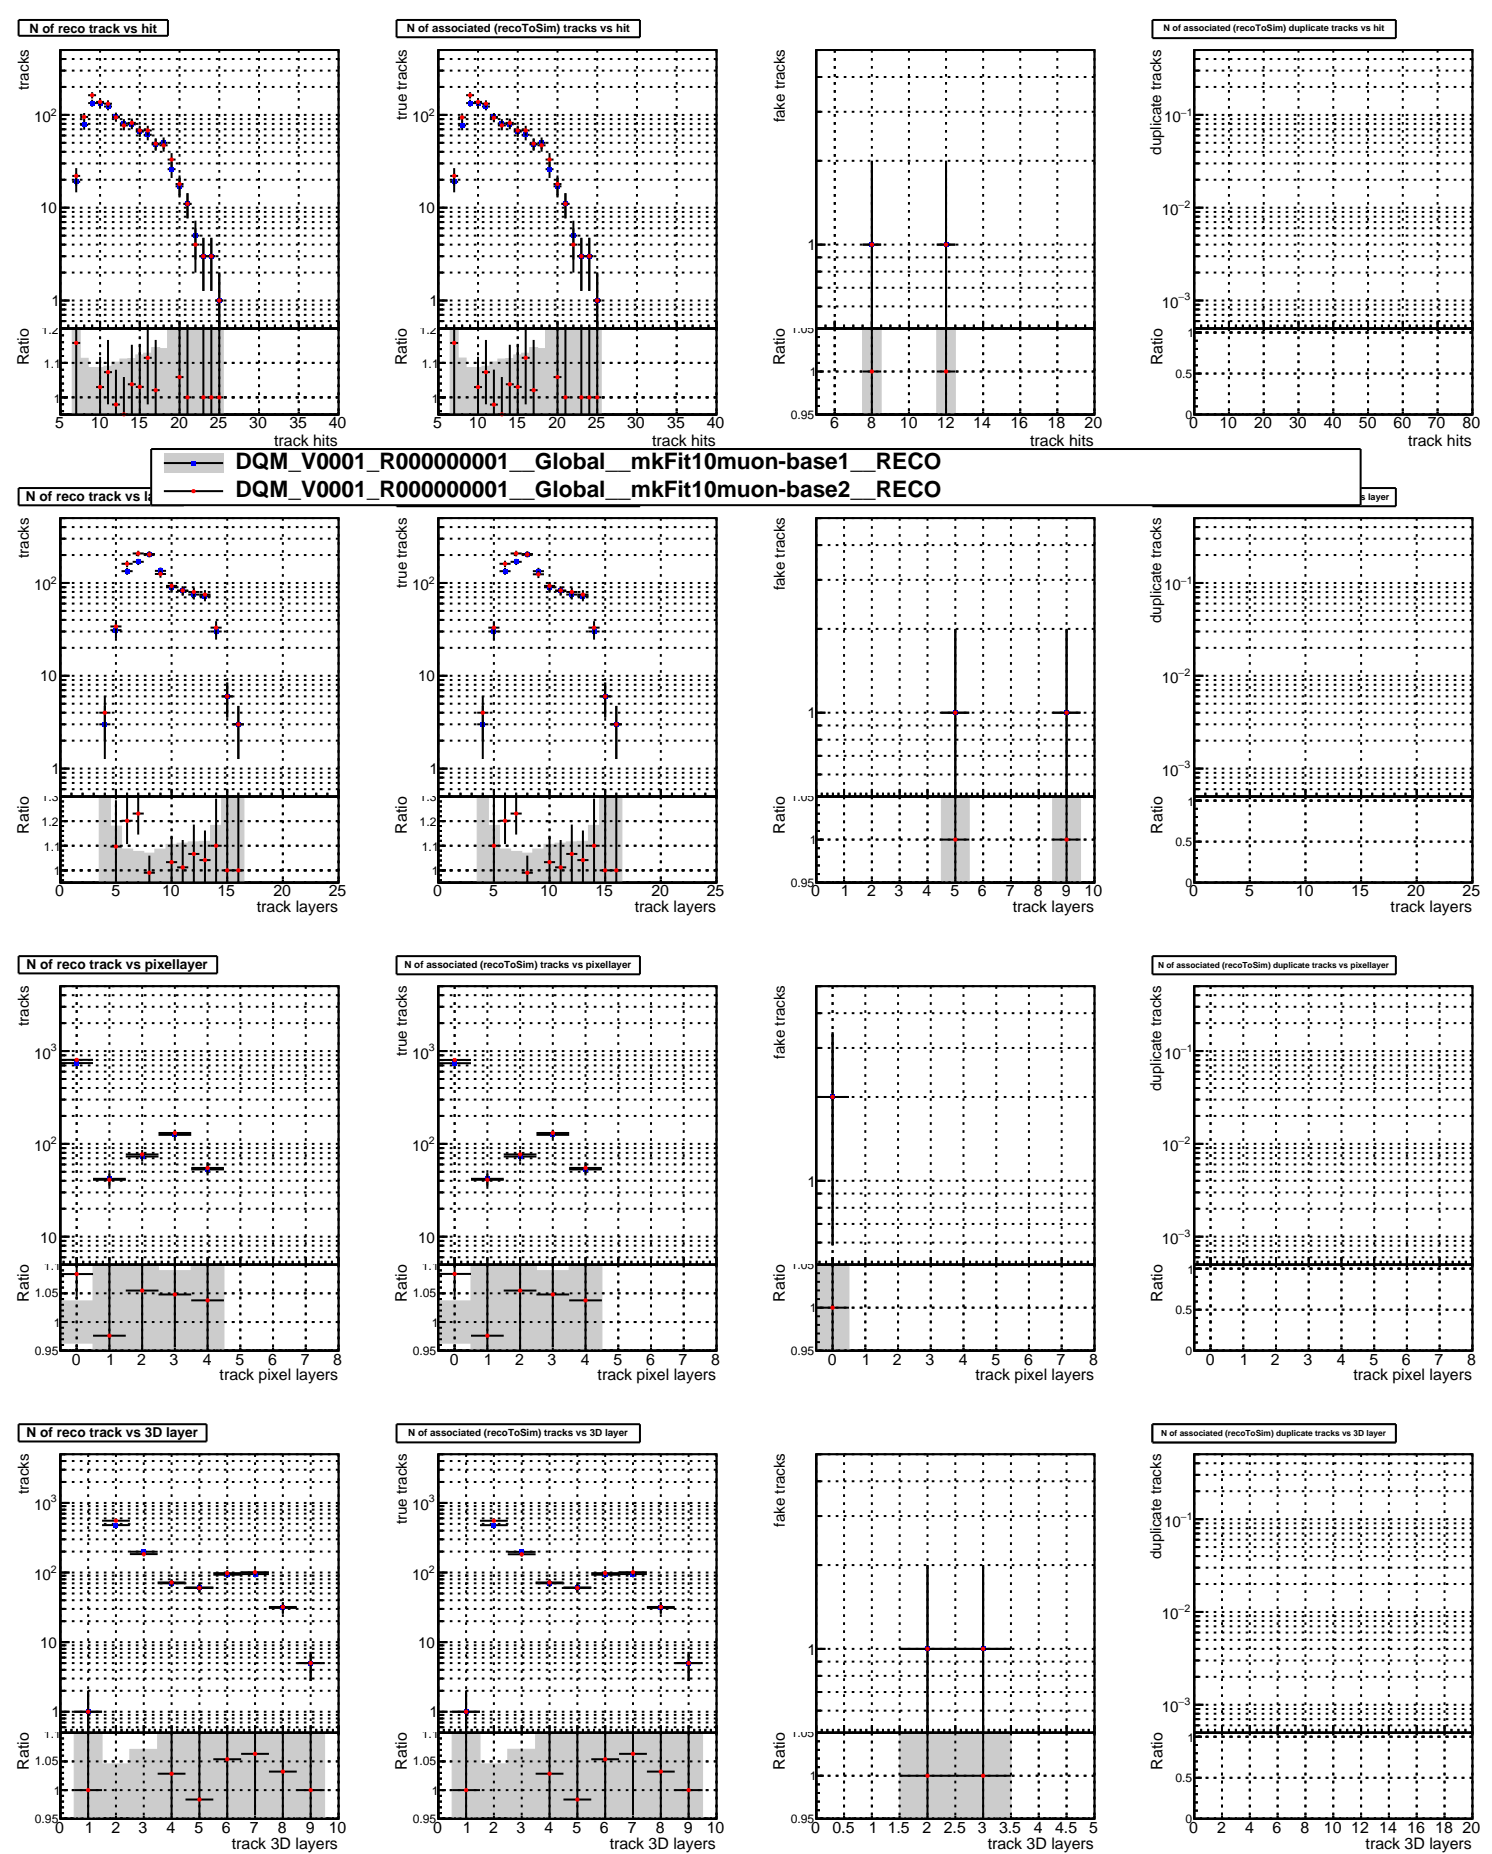 N of reco track vs hit
N of associated (recoToSim) tracks vs hit
N of associated (recoToSim) duplicate tracks vs hit
tracks
true tracks
fake tracks
duplicate tracks
10²
10
1
10²
10
1
1
10⁻¹
10⁻²
10⁻³
Ratio
Ratio
Ratio
Ratio
1.2
1.1
1
1.2
1.1
1
1.05
1
0.95
1
0.5
0
5 10 15 20 25 30 35 40
5 10 15 20 25 30 35 40
6 8 10 12 14 16 18 20
0 10 20 30 40 50 60 70 80
track hits
track hits
track hits
track hits
DQM_V0001_R000000001__Global__mkFit10muon-base1__RECO
DQM_V0001_R000000001__Global__mkFit10muon-base2__RECO
N of reco track vs la
s layer
tracks
true tracks
fake tracks
duplicate tracks
10²
10
1
10²
10
1
1
10⁻¹
10⁻²
10⁻³
Ratio
Ratio
Ratio
Ratio
1.3
1.2
1.1
1
1.3
1.2
1.1
1
1.05
1
0.95
1
0.5
0
0 5 10 15 20 25
0 5 10 15 20 25
0 1 2 3 4 5 6 7 8 9 10
0 5 10 15 20 25
track layers
track layers
track layers
track layers
N of reco track vs pixellayer
N of associated (recoToSim) tracks vs pixellayer
N of associated (recoToSim) duplicate tracks vs pixellayer
tracks
true tracks
fake tracks
duplicate tracks
10³
10²
10
10³
10²
10
1
10⁻¹
10⁻²
10⁻³
Ratio
Ratio
Ratio
Ratio
1.1
1.05
1
0.95
1.1
1.05
1
0.95
1.05
1
0.95
1
0.5
0
0 1 2 3 4 5 6 7 8
0 1 2 3 4 5 6 7 8
0 1 2 3 4 5 6 7 8
0 1 2 3 4 5 6 7 8
track pixel layers
track pixel layers
track pixel layers
track pixel layers
N of reco track vs 3D layer
N of associated (recoToSim) tracks vs 3D layer
N of associated (recoToSim) duplicate tracks vs 3D layer
tracks
true tracks
fake tracks
duplicate tracks
10³
10²
10
1
10³
10²
10
1
1
10⁻¹
10⁻²
10⁻³
Ratio
Ratio
Ratio
Ratio
1.1
1.05
1
0.95
1.1
1.05
1
0.95
1.05
1
0.95
1
0.5
0
0 1 2 3 4 5 6 7 8 9 10
0 1 2 3 4 5 6 7 8 9 10
0 0.5 1 1.5 2 2.5 3 3.5 4 4.5 5
0 2 4 6 8 10 12 14 16 18 20
track 3D layers
track 3D layers
track 3D layers
track 3D layers